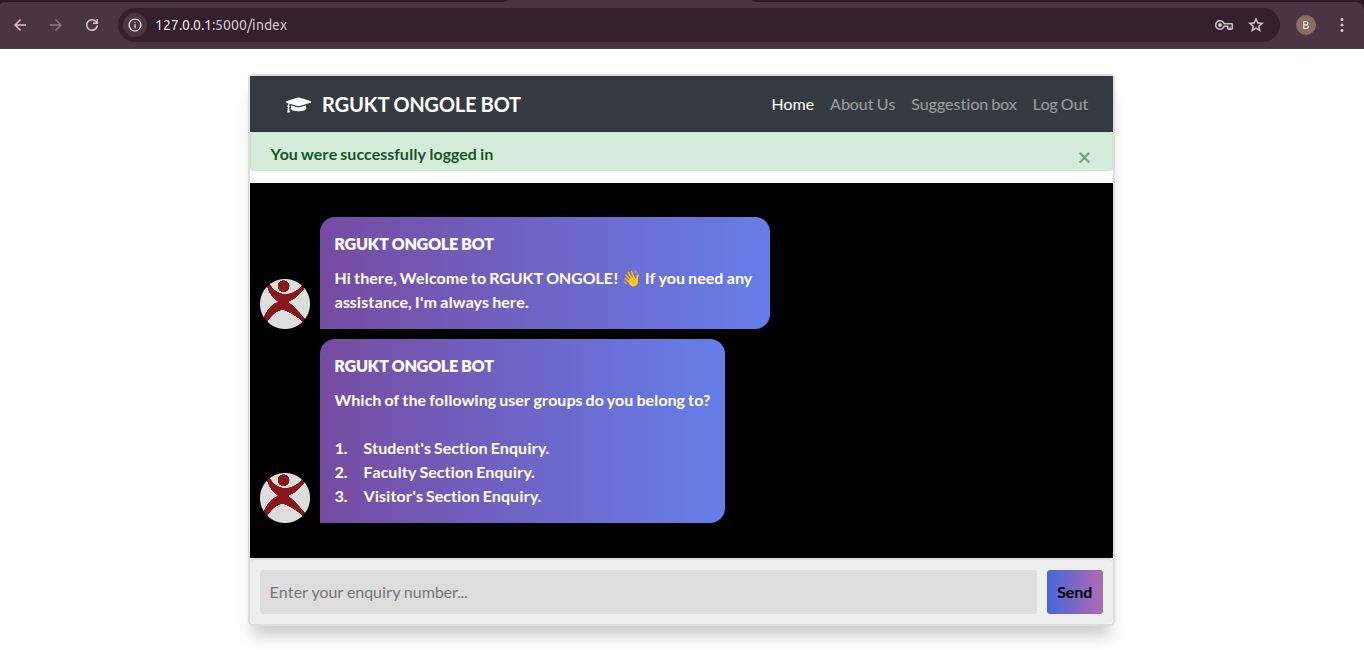 127.0.0.1:5000/index
B
RGUKT ONGOLE BOT
Home About Us Suggestion box Log Out
You were successfully logged in
×
RGUKT ONGOLE BOT
Hi there, Welcome to RGUKT ONGOLE! 👋 If you need any
assistance, I'm always here.
RGUKT ONGOLE BOT
Which of the following user groups do you belong to?
1. Student's Section Enquiry.
2. Faculty Section Enquiry.
3. Visitor's Section Enquiry.
Enter your enquiry number...
Send